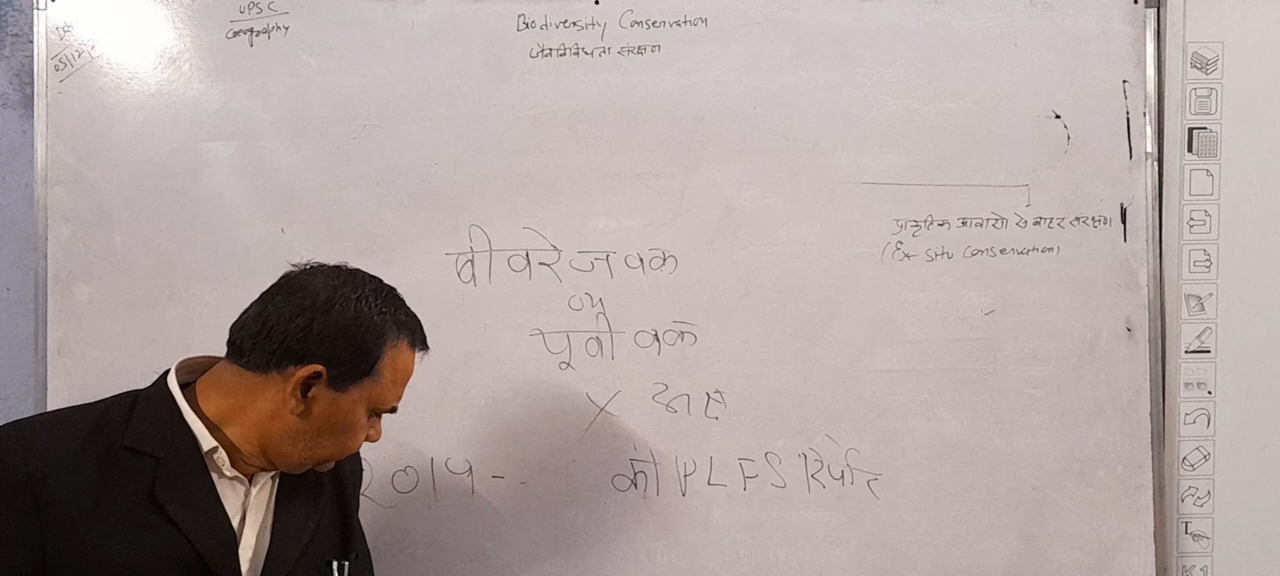 UPSC
Geography
05/12/
Biodiversity Conservation
जैवविविधता संरक्षण
प्राकृतिक आवासो से बाहर संरक्षण
(Ex-Situ Conservation)
बीवरेज वक्र
या
पूर्वी वक्र
X अक्ष
2019-
की PLFS रिपोर्ट
T